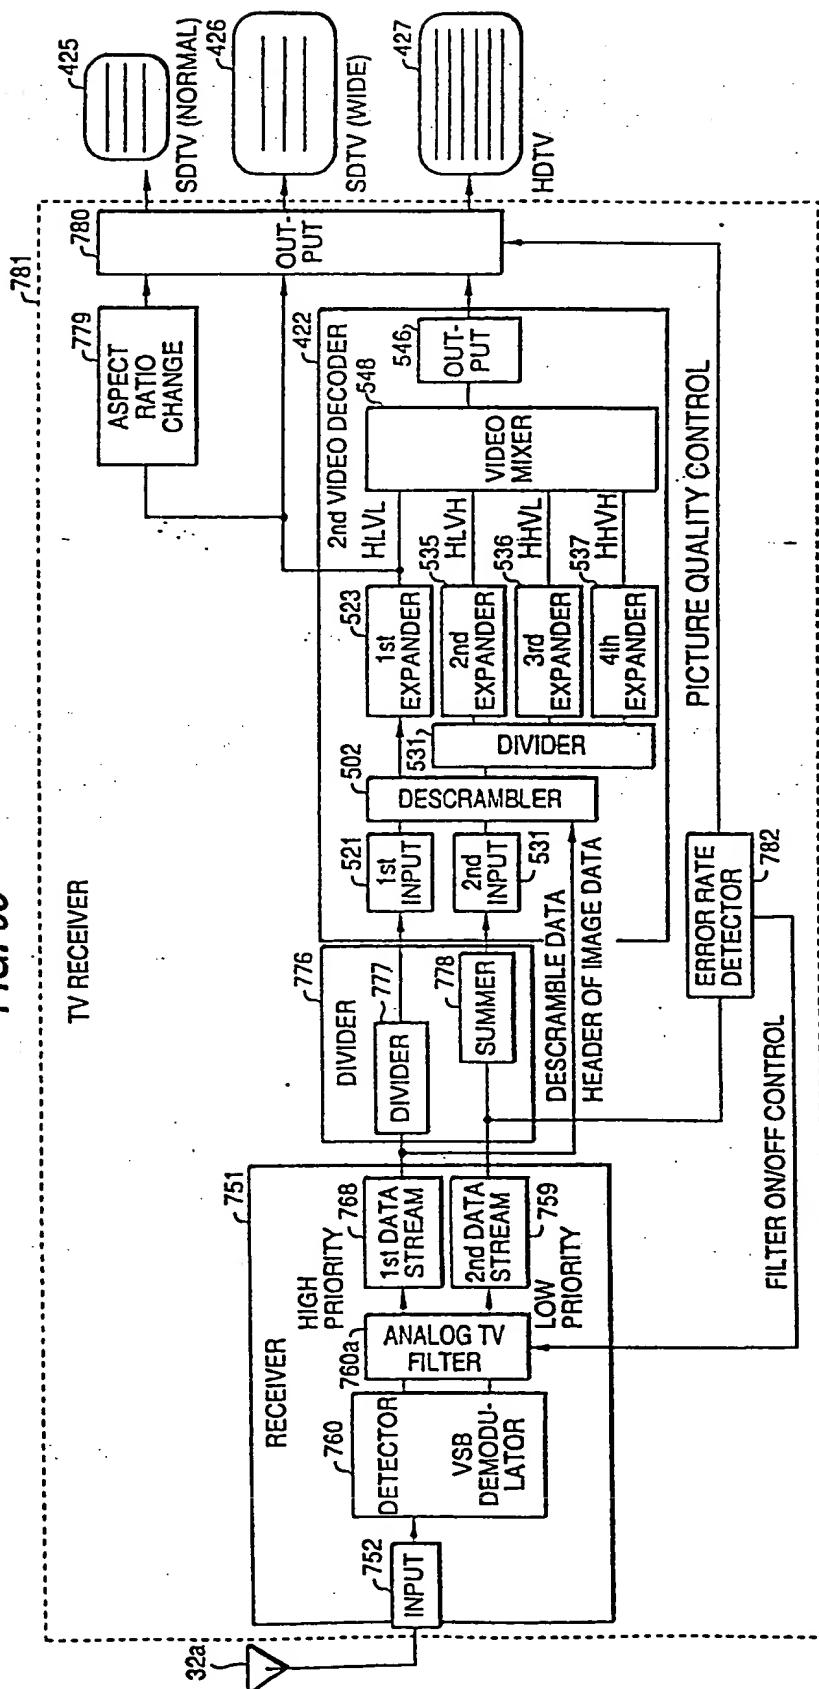 TV RECEIVER
781
32a
751
RECEIVER
752
INPUT
760
DETECTOR
VSB
DEMODU-
LATOR
760a
ANALOG TV
FILTER
HIGH
PRIORITY
768
1st DATA
STREAM
2nd DATA
STREAM
759
LOW
PRIORITY
776
DIVIDER
777
DIVIDER
778
SUMMER
DESCRAMBLE DATA
HEADER OF IMAGE DATA
422
2nd VIDEO DECODER
521
1st
INPUT
2nd
INPUT
531
502
DESCRAMBLER
531
DIVIDER
523
1st
EXPANDER
535
2nd
EXPANDER
536
3rd
EXPANDER
537
4th
EXPANDER
HLVL
HLVH
HHVL
HHVH
548
VIDEO
MIXER
546
OUT-
PUT
779
ASPECT
RATIO
CHANGE
780
OUT-
PUT
425
SDTV (NORMAL)
426
SDTV (WIDE)
427
HDTV
ERROR RATE
DETECTOR
782
FILTER ON/OFF CONTROL
PICTURE QUALITY CONTROL